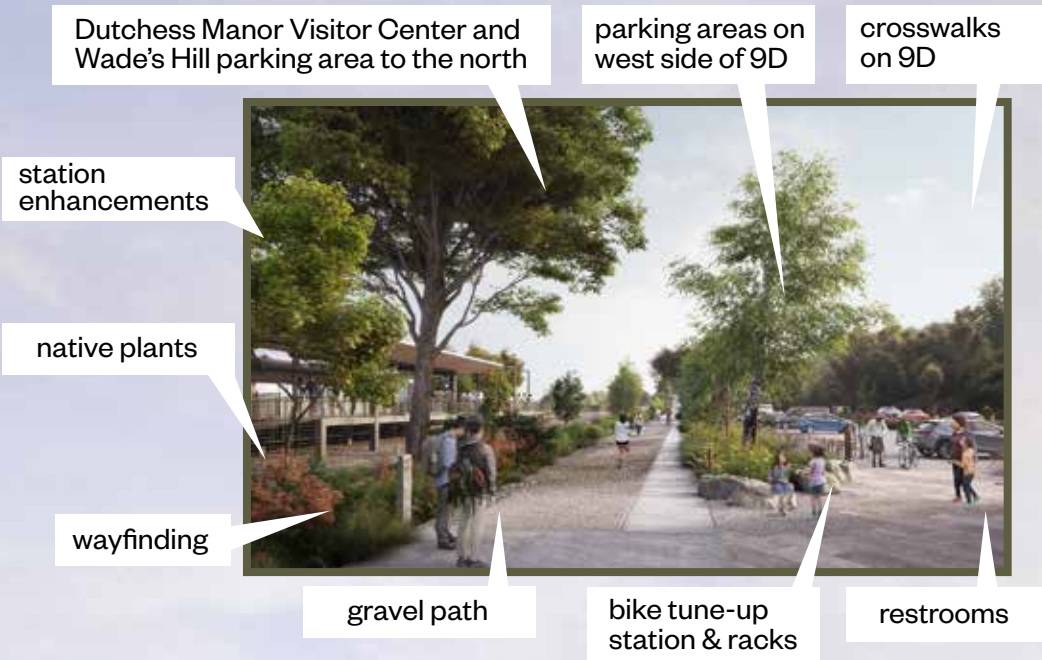 Dutchess Manor Visitor Center and
Wade's Hill parking area to the north
parking areas on
west side of 9D
crosswalks
on 9D
station
enhancements
native plants
wayfinding
gravel path
bike tune-up
station & racks
restrooms